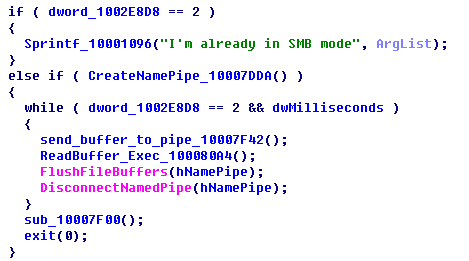 if ( dword_1002E8D8 == 2 )
{
  Sprintf_10001096("I'm already in SMB mode", ArgList);
}
else if ( CreateNamePipe_10007DDA() )
{
  while ( dword_1002E8D8 == 2 && dwMilliseconds )
  {
    send_buffer_to_pipe_10007F42();
    ReadBuffer_Exec_100080A4();
    FlushFileBuffers(hNamePipe);
    DisconnectNamedPipe(hNamePipe);
  }
  sub_10007F00();
  exit(0);
}